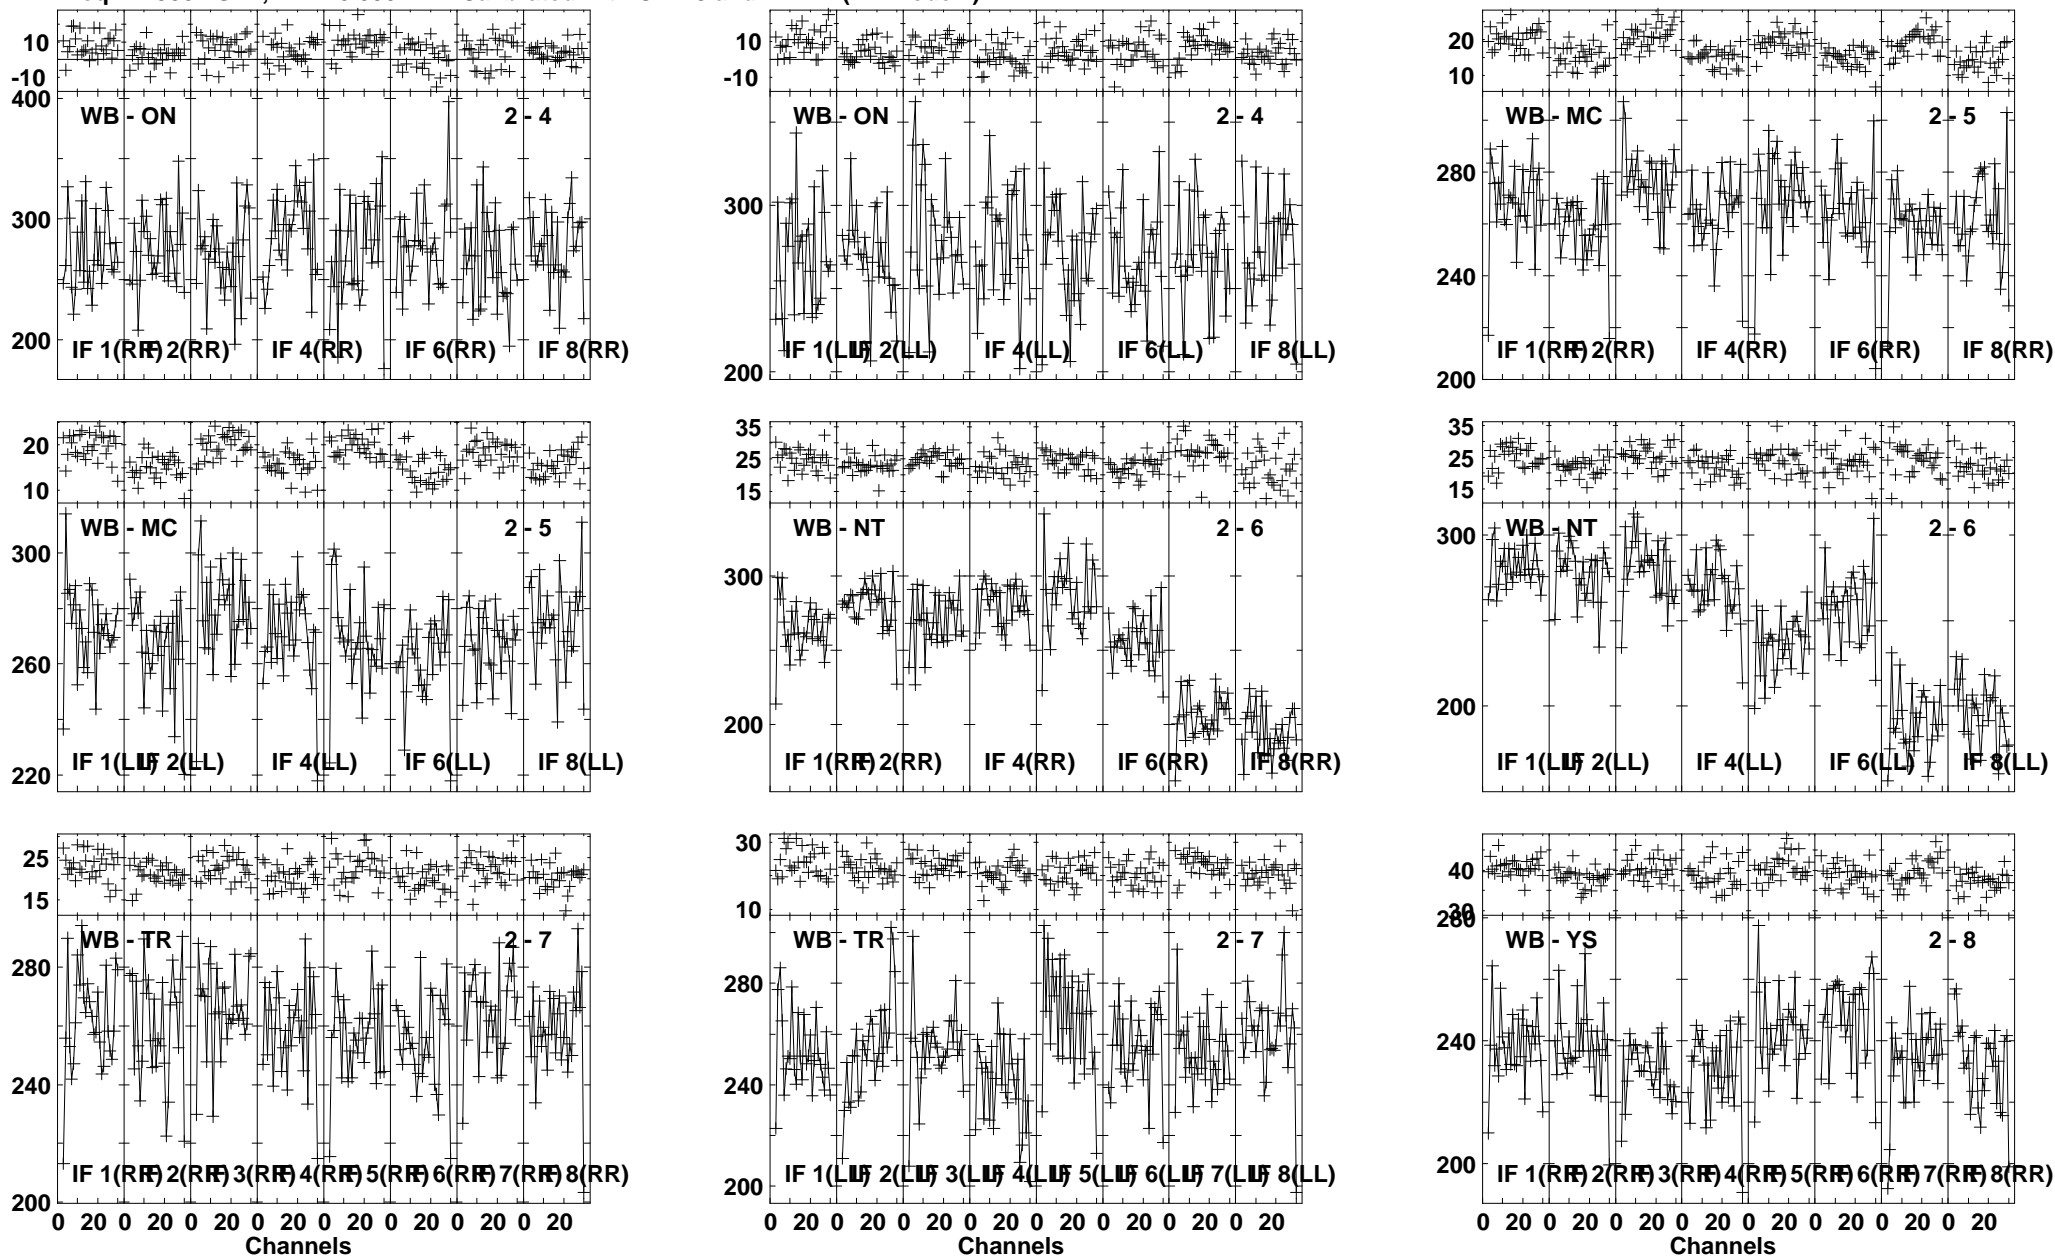 10 10 20
-10 -10 10
400
WB - ON 2 - 4 WB - ON 2 - 4 WB - MC 2 - 5
350
300 300 280
240
200 200 200
IF 1(RR) IF 2(RR) IF 4(RR) IF 6(RR) IF 8(RR) IF 1(LL) IF 2(LL) IF 4(LL) IF 6(LL) IF 8(LL) IF 1(RR) IF 2(RR) IF 4(RR) IF 6(RR) IF 8(RR)
20 35 35
10 25 25
15 15
WB - MC 2 - 5 WB - NT 2 - 6 WB - NT 2 - 6
300 300 300
260 200 200
220
IF 1(LL) IF 2(LL) IF 4(LL) IF 6(LL) IF 8(LL) IF 1(RR) IF 2(RR) IF 4(RR) IF 6(RR) IF 8(RR) IF 1(LL) IF 2(LL) IF 4(LL) IF 6(LL) IF 8(LL)
25 30 40
15 10 30
280
WB - TR 2 - 7 WB - TR 2 - 7 WB - YS 2 - 8
280 280 240
240 240 200
200 200
IF 1(RR) IF 2(RR) IF 3(RR) IF 4(RR) IF 5(RR) IF 6(RR) IF 7(RR) IF 8(RR) IF 1(LL) IF 2(LL) IF 3(LL) IF 4(LL) IF 5(LL) IF 6(LL) IF 7(LL) IF 8(LL) IF 1(RR) IF 2(RR) IF 3(RR) IF 4(RR) IF 5(RR) IF 6(RR) IF 7(RR) IF 8(RR)
0 20 0 20 0 20 0 20 0 20 0 20 0 20 0 20 0 20 0 20 0 20 0 20 0 20 0 20 0 20 0 20 0 20 0 20 0 20 0 20 0 20 0 20 0 20 0 20
Channels Channels Channels